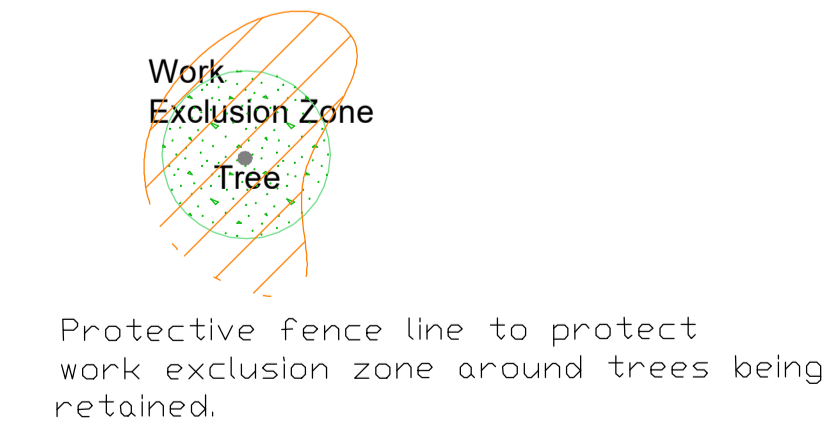 Work
Exclusion Zone
Tree
Protective fence line to protect
work exclusion zone around trees being
retained.